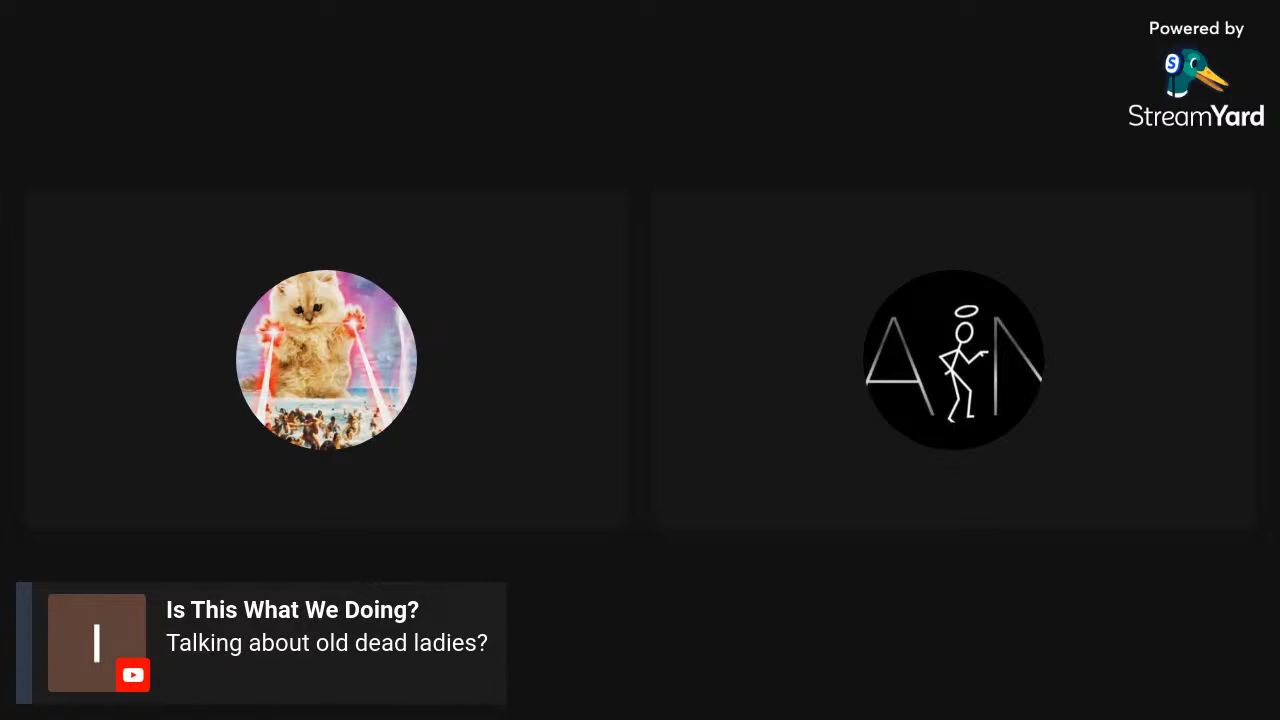 Powered by
S
StreamYard
A N
I
Is This What We Doing?
Talking about old dead ladies?